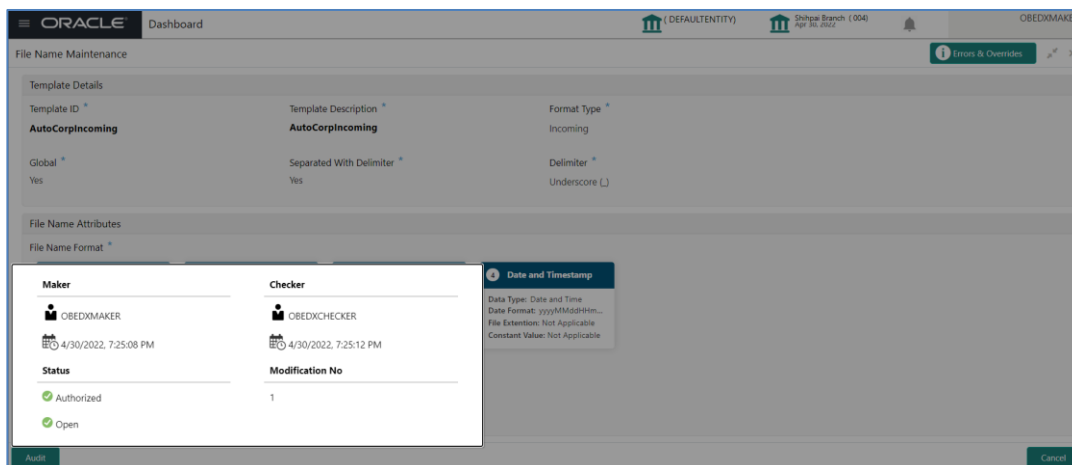 ORACLE Dashboard ( DEFAULTENTITY) Shihpai Branch ( 004) OBEDXMAKE
Apr 30, 2022
File Name Maintenance Errors & Overrides
Template Details
Template ID * Template Description * Format Type *
AutoCorpIncoming AutoCorpIncoming Incoming
Global * Separated With Delimiter * Delimiter *
Yes Yes Underscore (_)
File Name Attributes
File Name Format *
4 Date and Timestamp
Data Type: Date and Time
Date Format: yyyyMMddHHm...
File Extention: Not Applicable
Constant Value: Not Applicable
Maker Checker
OBEDXMAKER OBEDXCHECKER
4/30/2022, 7:25:08 PM 4/30/2022, 7:25:12 PM
Status Modification No
Authorized 1
Open
Audit Cancel